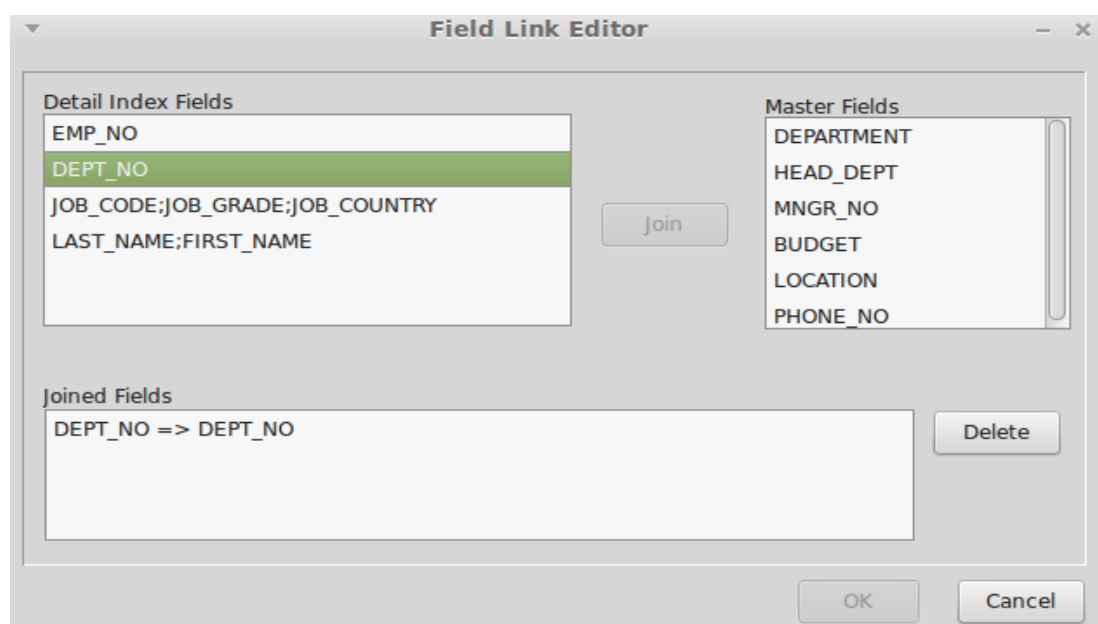 Field Link Editor
Detail Index Fields
EMP_NO
DEPT_NO
JOB_CODE;JOB_GRADE;JOB_COUNTRY
LAST_NAME;FIRST_NAME
Join
Master Fields
DEPARTMENT
HEAD_DEPT
MNGR_NO
BUDGET
LOCATION
PHONE_NO
Joined Fields
DEPT_NO => DEPT_NO
Delete
OK
Cancel